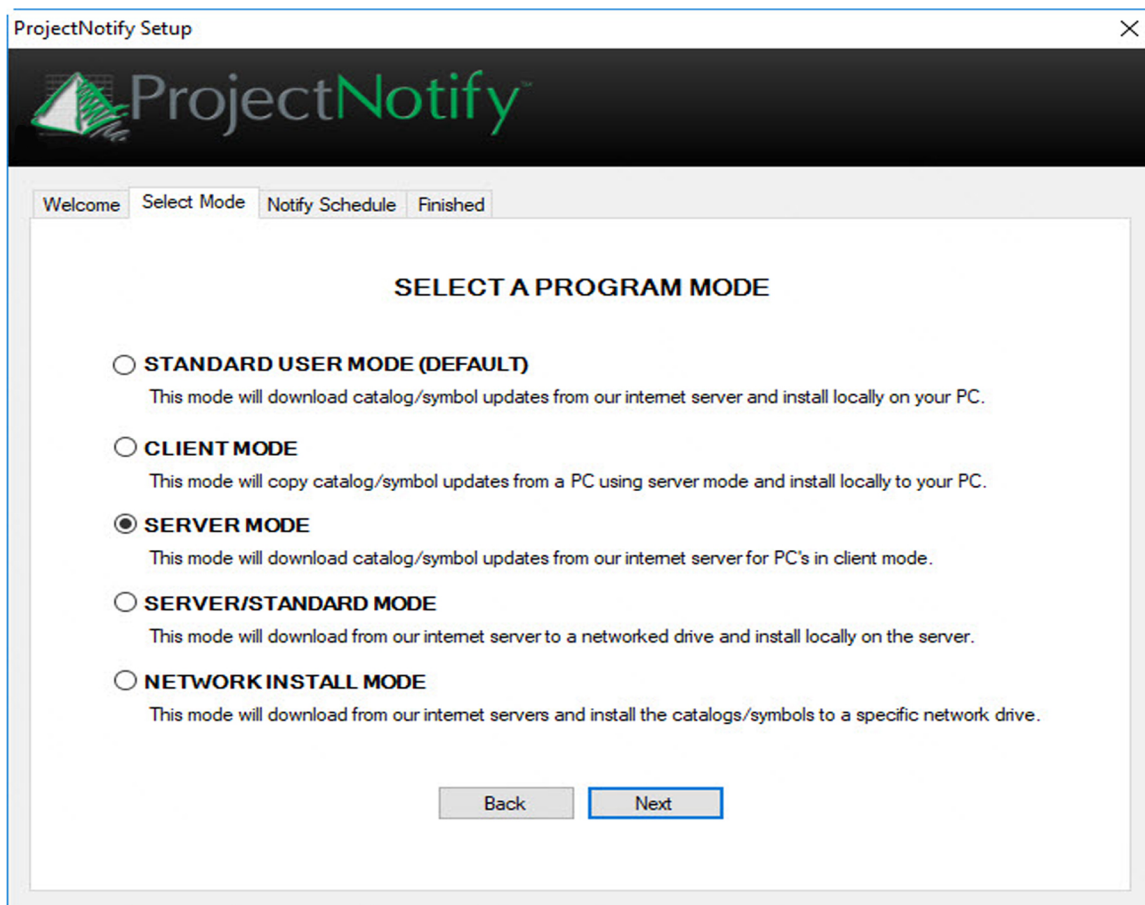 ProjectNotify Setup
ProjectNotify™
Welcome
Select Mode
Notify Schedule
Finished
SELECT A PROGRAM MODE
STANDARD USER MODE (DEFAULT)
This mode will download catalog/symbol updates from our internet server and install locally on your PC.
CLIENT MODE
This mode will copy catalog/symbol updates from a PC using server mode and install locally to your PC.
SERVER MODE
This mode will download catalog/symbol updates from our internet server for PC's in client mode.
SERVER/STANDARD MODE
This mode will download from our internet server to a networked drive and install locally on the server.
NETWORK INSTALL MODE
This mode will download from our internet servers and install the catalogs/symbols to a specific network drive.
Back
Next